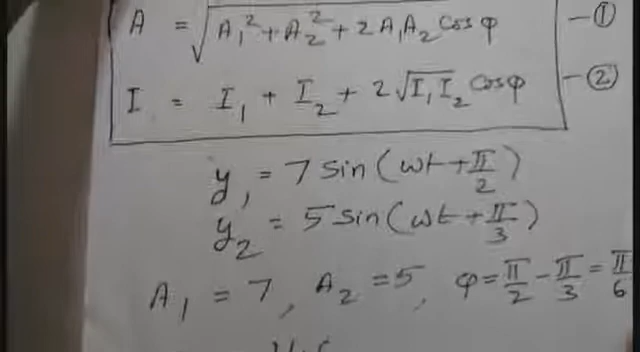 A = √A₁² + A₂² + 2A₁A₂ Cos φ —①
I = I₁ + I₂ + 2√I₁I₂ Cos φ —②
y₁ = 7 sin(ωt + π/2)
y₂ = 5 sin(ωt + π/3)
A₁ = 7, A₂ = 5, φ = π/2 - π/3 = π/6